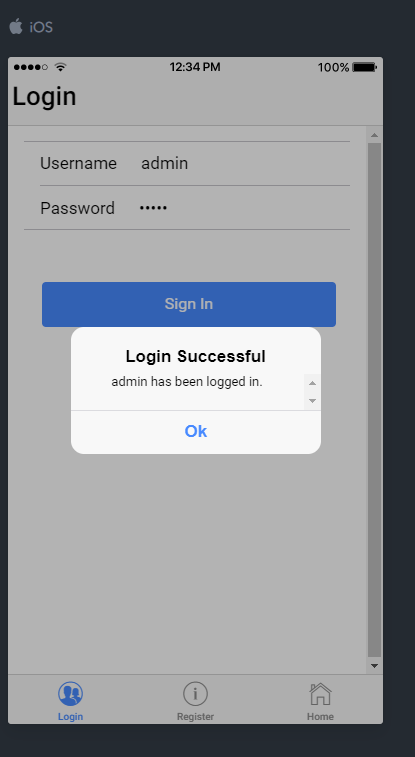 iOS
12:34 PM
100%
Login
Username admin
Password •••••
Sign In
Login Successful
admin has been logged in.
Ok
Login Register Home